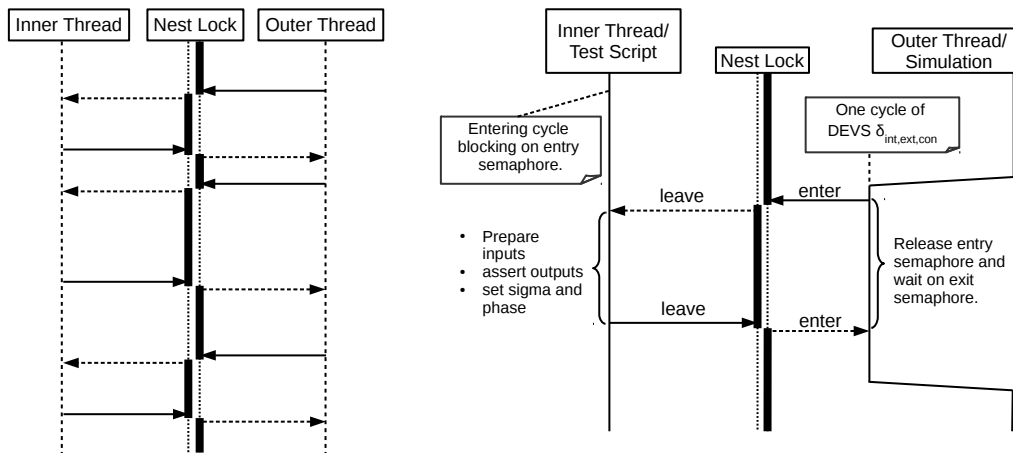 Inner Thread
Nest Lock
Outer Thread
Inner Thread/
Test Script
Nest Lock
Outer Thread/
Simulation
Entering cycle
blocking on entry
semaphore.
One cycle of
DEVS δint,ext,con
leave
enter
• Prepare
inputs
• assert outputs
• set sigma and
phase
Release entry
semaphore and
wait on exit
semaphore.
leave
enter